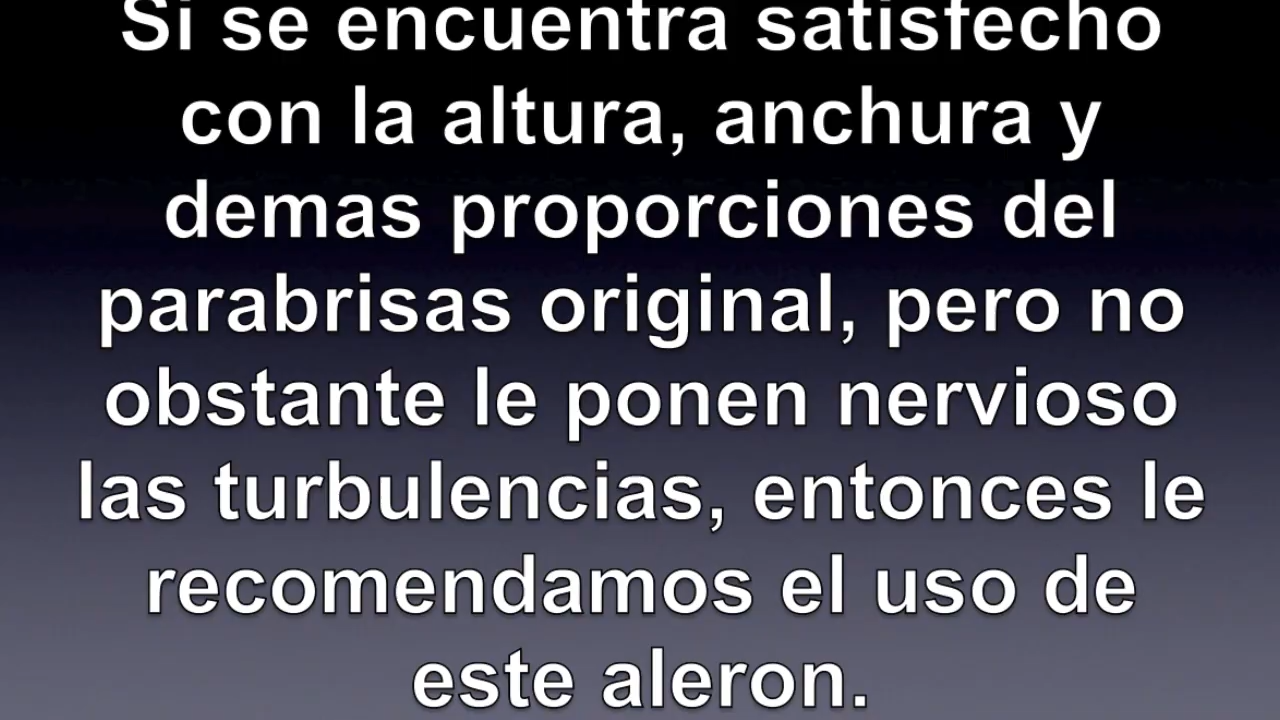 Si se encuentra satisfecho
con la altura, anchura y
demas proporciones del
parabrisas original, pero no
obstante le ponen nervioso
las turbulencias, entonces le
recomendamos el uso de
este aleron.